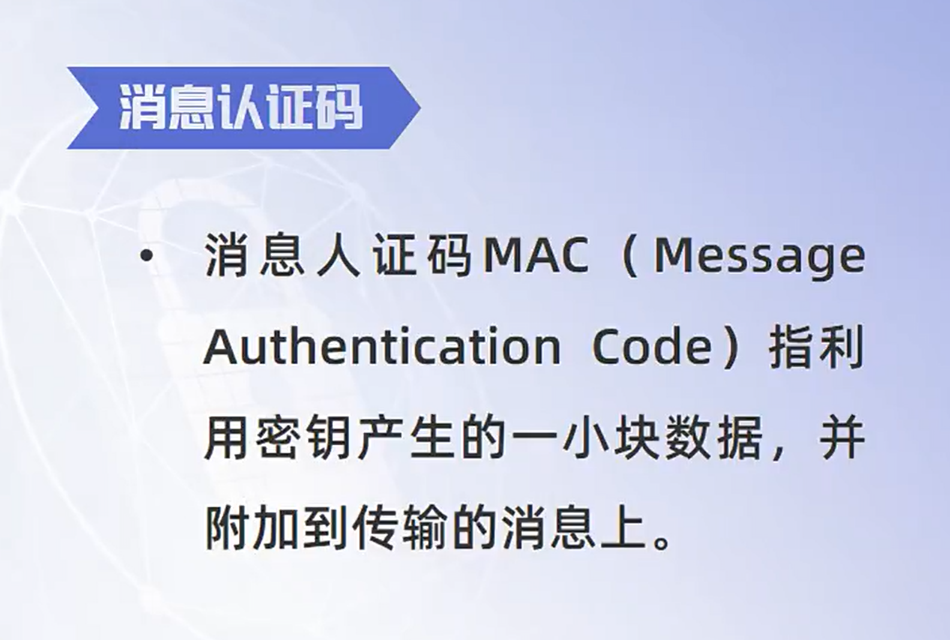 消息认证码
• 消息人证码MAC（Message
Authentication Code）指利
用密钥产生的一小块数据，并
附加到传输的消息上。